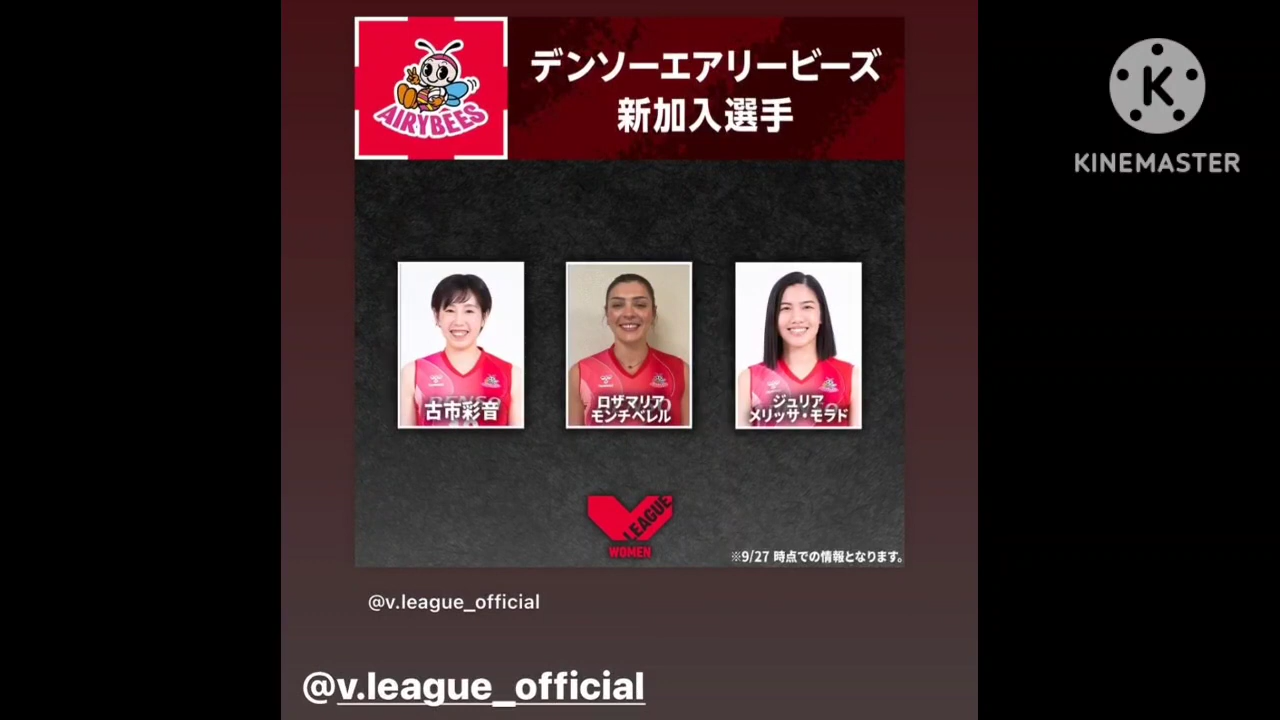 AIRYBEES
デンソーエアリービーズ
新加入選手
K
KINEMASTER
古市彩音
ロザマリア
モンチベレル
ジュリア
メリッサ・モラド
V LEAGUE
WOMEN
※9/27 時点での情報となります。
@v.league_official
@v.league_official